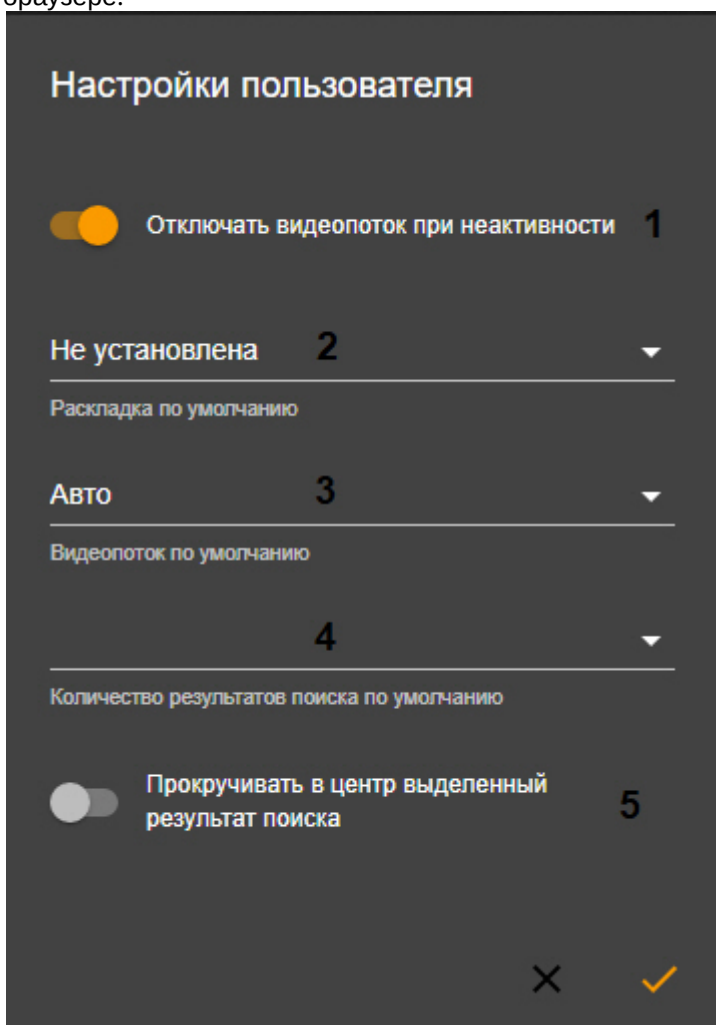 браузере.
Настройки пользователя
Отключать видеопоток при неактивности 1
Не установлена 2
Раскладка по умолчанию
Авто 3
Видеопоток по умолчанию
4
Количество результатов поиска по умолчанию
Прокручивать в центр выделенный
результат поиска 5